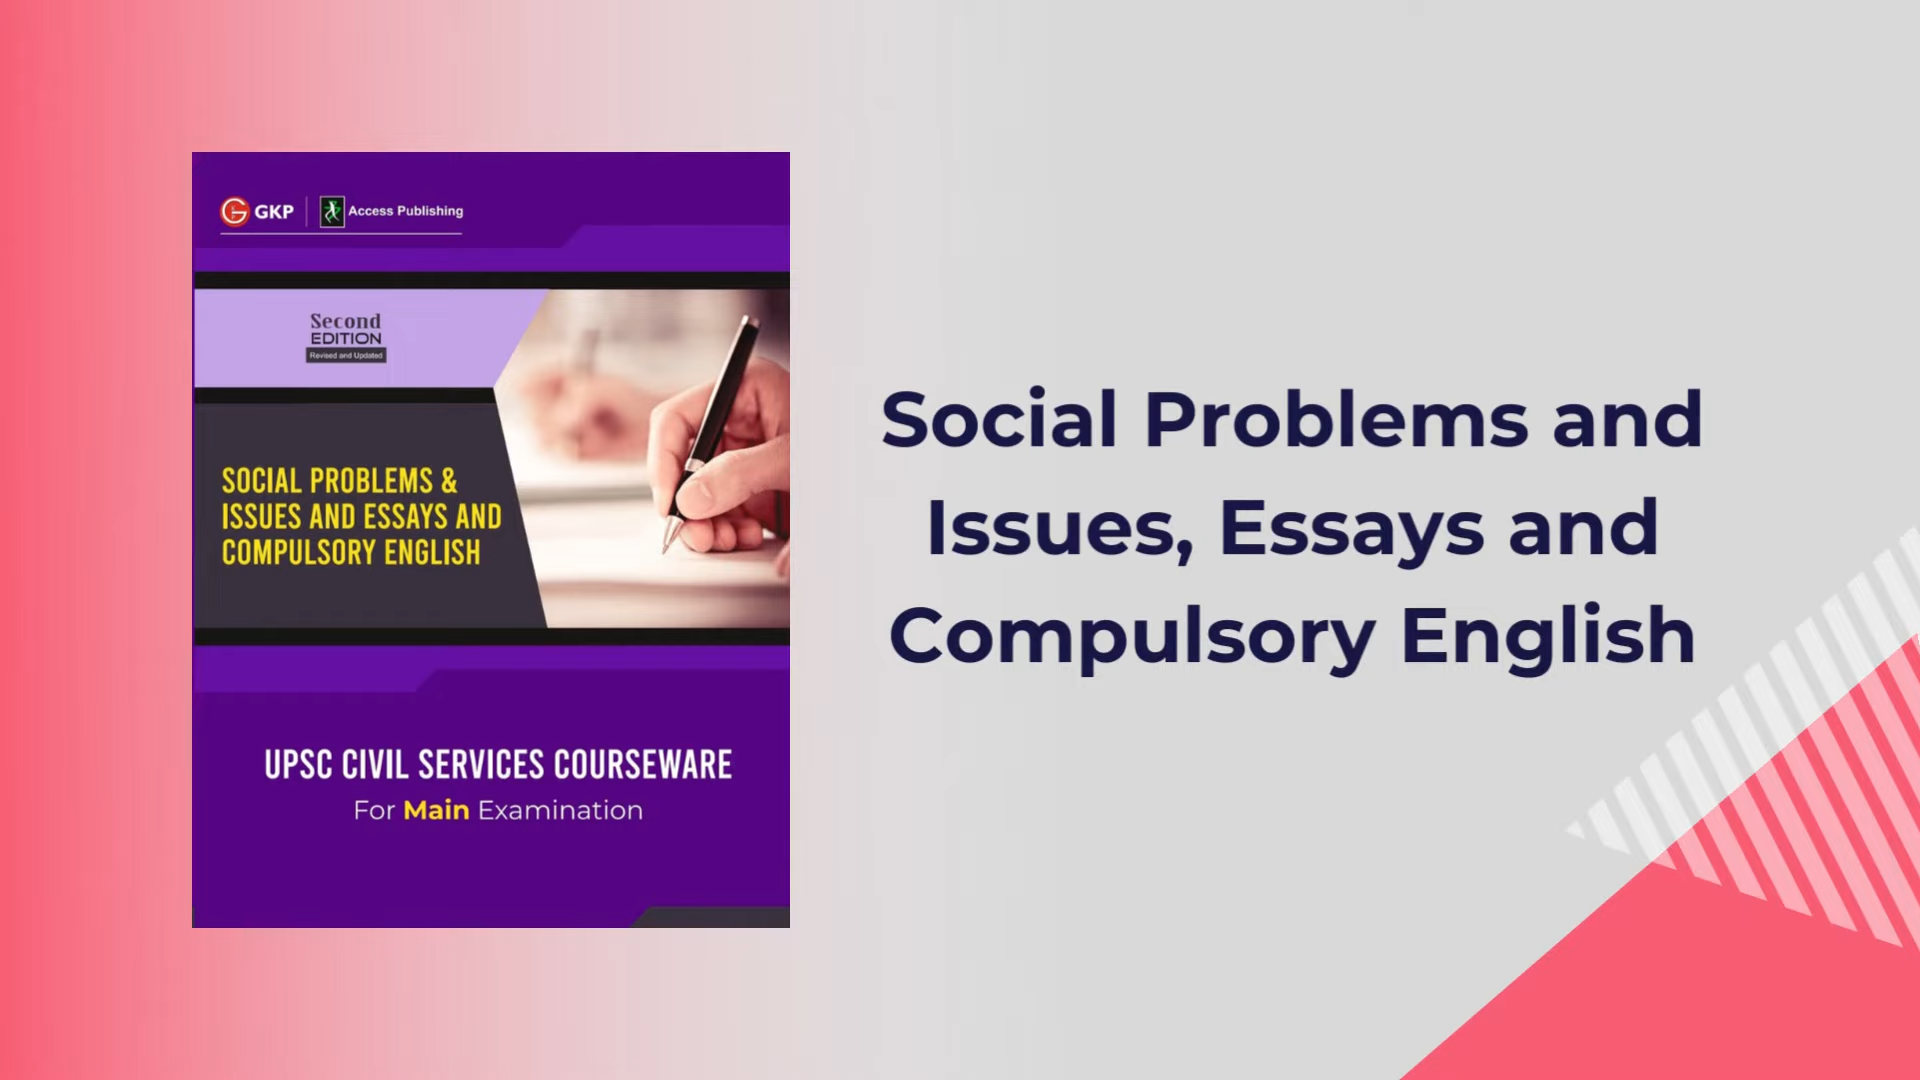 GKP
Access Publishing
Second
EDITION
Revised and Updated
SOCIAL PROBLEMS &
ISSUES AND ESSAYS AND
COMPULSORY ENGLISH
UPSC CIVIL SERVICES COURSEWARE
For Main Examination
Social Problems and
Issues, Essays and
Compulsory English